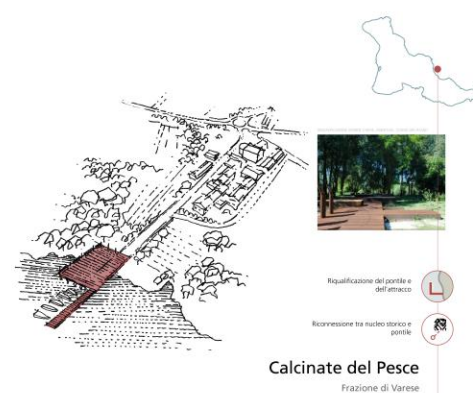 Riqualificazione del pontile e
dell'attracco
Riconnessione tra nucleo storico e
pontile
Calcinate del Pesce
Frazione di Varese